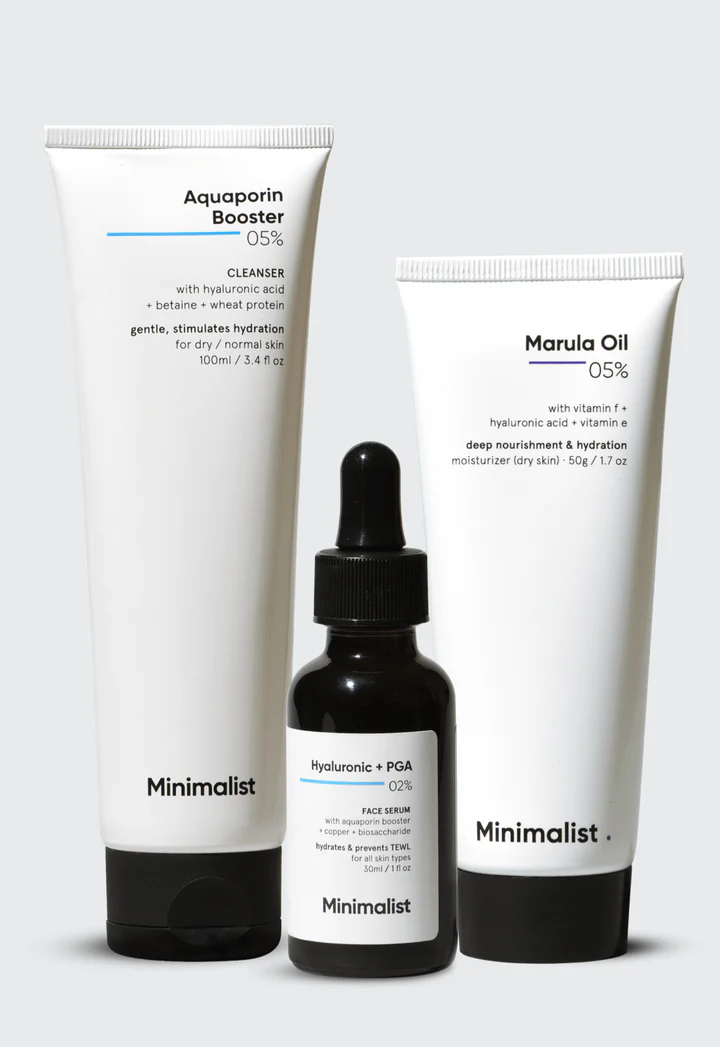 Aquaporin
Booster
05%
CLEANSER
with hyaluronic acid
+ betaine + wheat protein
gentle, stimulates hydration
for dry / normal skin
100ml / 3.4 fl oz
Minimalist
Marula Oil
05%
with vitamin f +
hyaluronic acid + vitamin e
deep nourishment & hydration
moisturizer (dry skin) · 50g / 1.7 oz
Minimalist .
Hyaluronic + PGA
02%
FACE SERUM
with aquaporin booster
+ copper + biosaccharide
hydrates & prevents TEWL
for all skin types
30ml / 1 fl oz
Minimalist